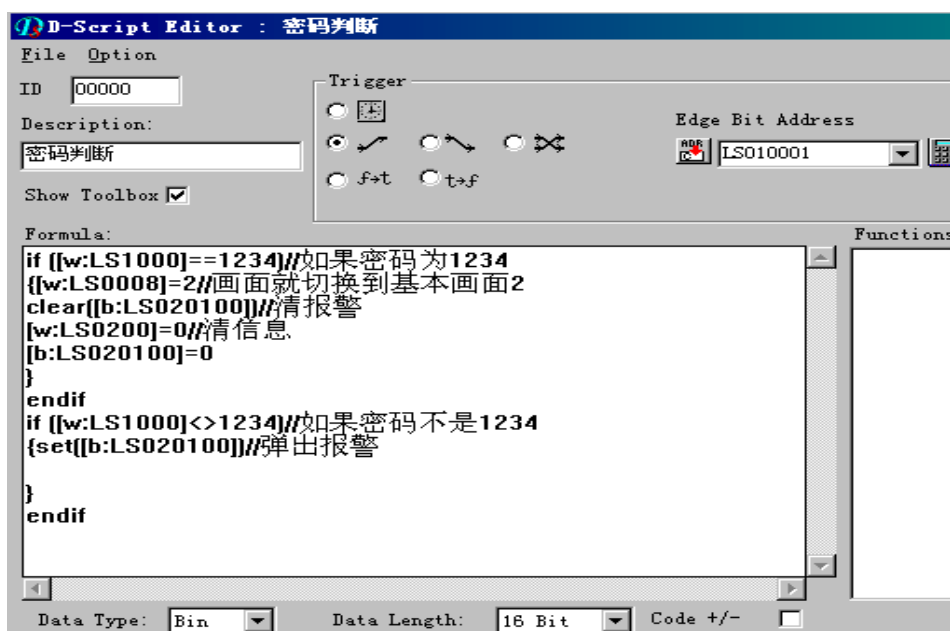 D-Script Editor : 密码判断
File Option
ID 00000
Trigger
Description:
密码判断
Edge Bit Address
ADR
LS010001
f→t t→f
Show Toolbox
Formula:
Functions
if ([w:LS1000]==1234)//如果密码为1234
{[w:LS0008]=2//画面就切换到基本画面2
clear([b:LS020100])//清报警
[w:LS0200]=0//清信息
[b:LS020100]=0
}
endif
if ([w:LS1000]<>1234)//如果密码不是1234
{set([b:LS020100])//弹出报警
}
endif
Data Type: Bin Data Length: 16 Bit Code +/-